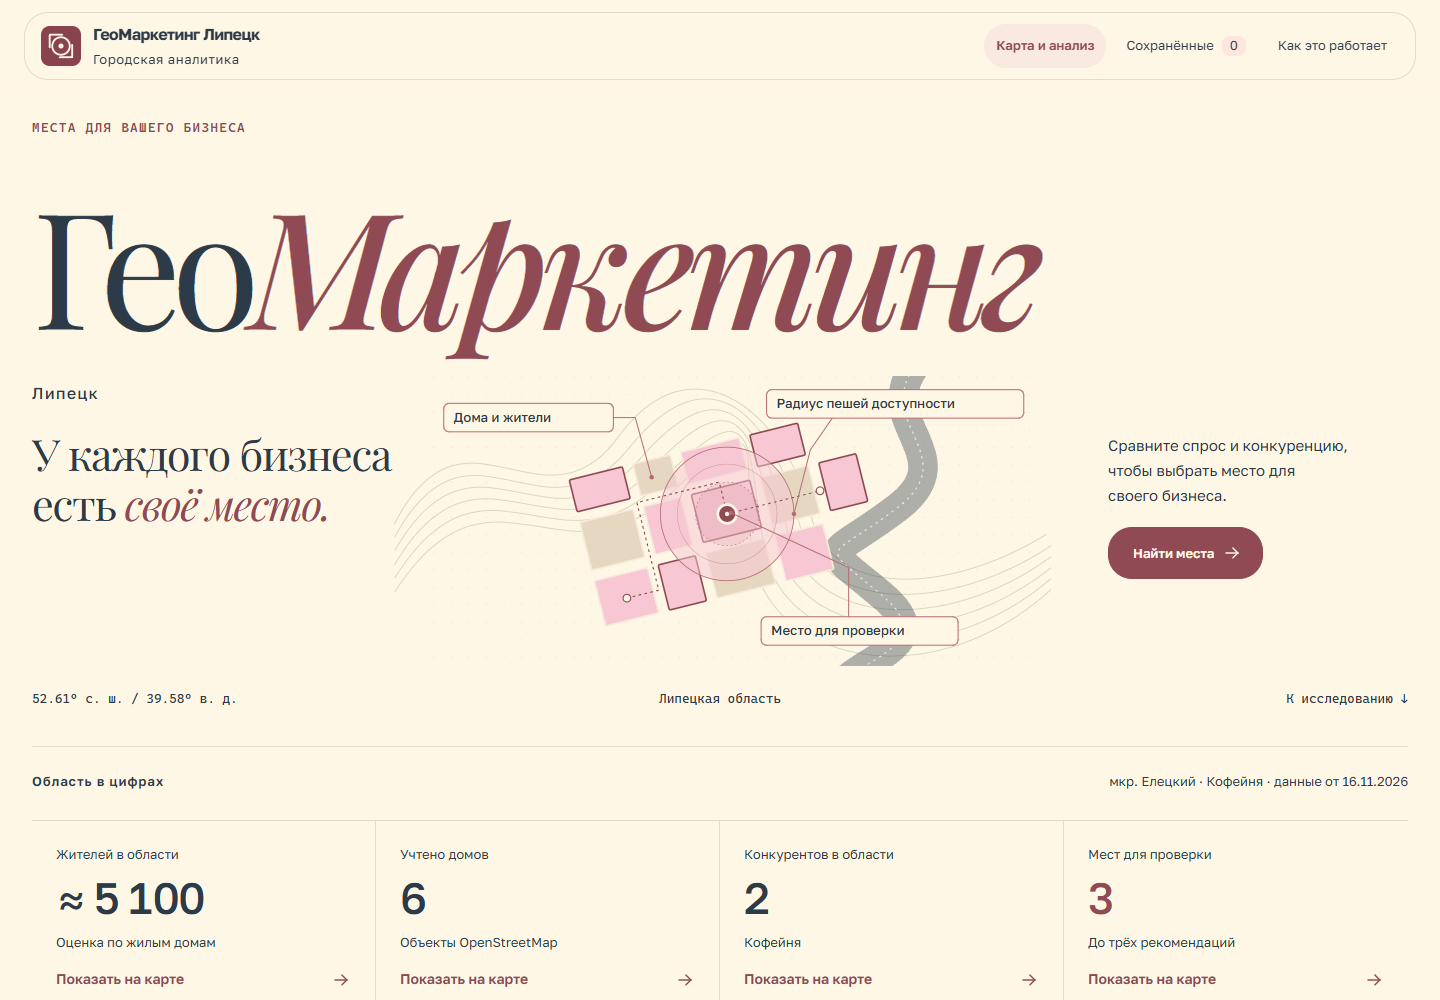 ГеоМаркетинг Липецк
Городская аналитика
Карта и анализ
Сохранённые 0
Как это работает
МЕСТА ДЛЯ ВАШЕГО БИЗНЕСА
ГеоМаркетинг
Липецк
У каждого бизнеса
есть своё место.
Дома и жители
Радиус пешей доступности
Место для проверки
Сравните спрос и конкуренцию,
чтобы выбрать место для
своего бизнеса.
Найти места →
52.61° с. ш. / 39.58° в. д.
Липецкая область
К исследованию ↓
Область в цифрах
мкр. Елецкий · Кофейня · данные от 16.11.2026
Жителей в области
≈ 5 100
Оценка по жилым домам
Показать на карте →
Учтено домов
6
Объекты OpenStreetMap
Показать на карте →
Конкурентов в области
2
Кофейня
Показать на карте →
Мест для проверки
3
До трёх рекомендаций
Показать на карте →